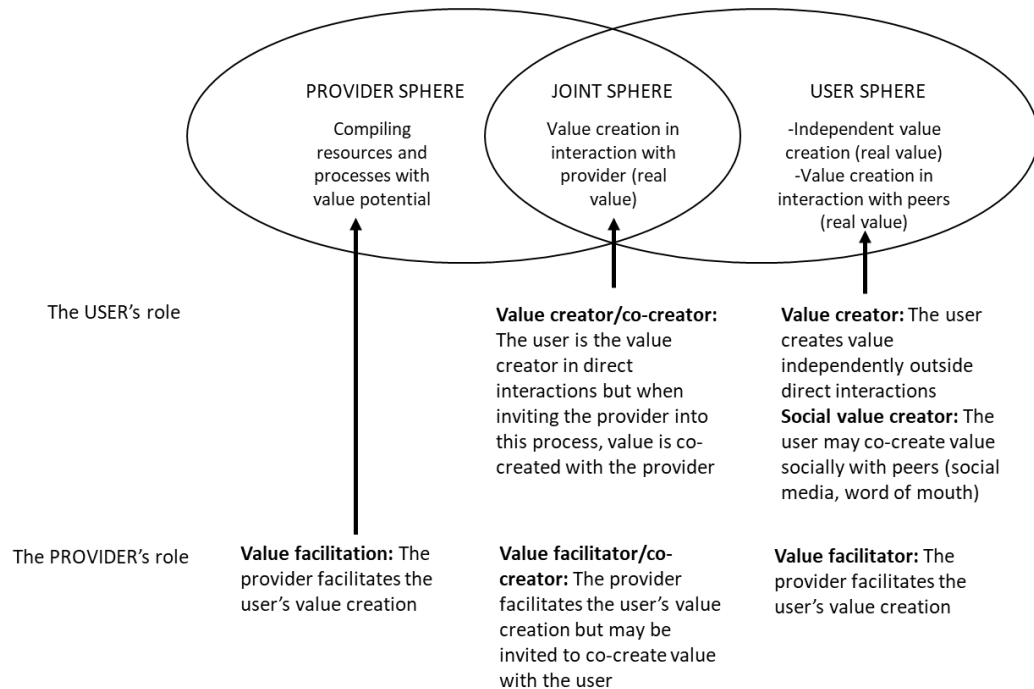 PROVIDER SPHERE
Compiling
resources and
processes with
value potential
JOINT SPHERE
Value creation in
interaction with
provider (real
value)
USER SPHERE
-Independent value
creation (real value)
-Value creation in
interaction with peers
(real value)
The USER’s role
Value creator/co-creator:
The user is the value
creator in direct
interactions but when
inviting the provider into
this process, value is co-
created with the provider
Value creator: The user
creates value
independently outside
direct interactions
Social value creator: The
user may co-create value
socially with peers (social
media, word of mouth)
The PROVIDER’s role
Value facilitation: The
provider facilitates the
user’s value creation
Value facilitator/co-
creator: The provider
facilitates the user’s value
creation but may be
invited to co-create value
with the user
Value facilitator: The
provider facilitates the
user’s value creation